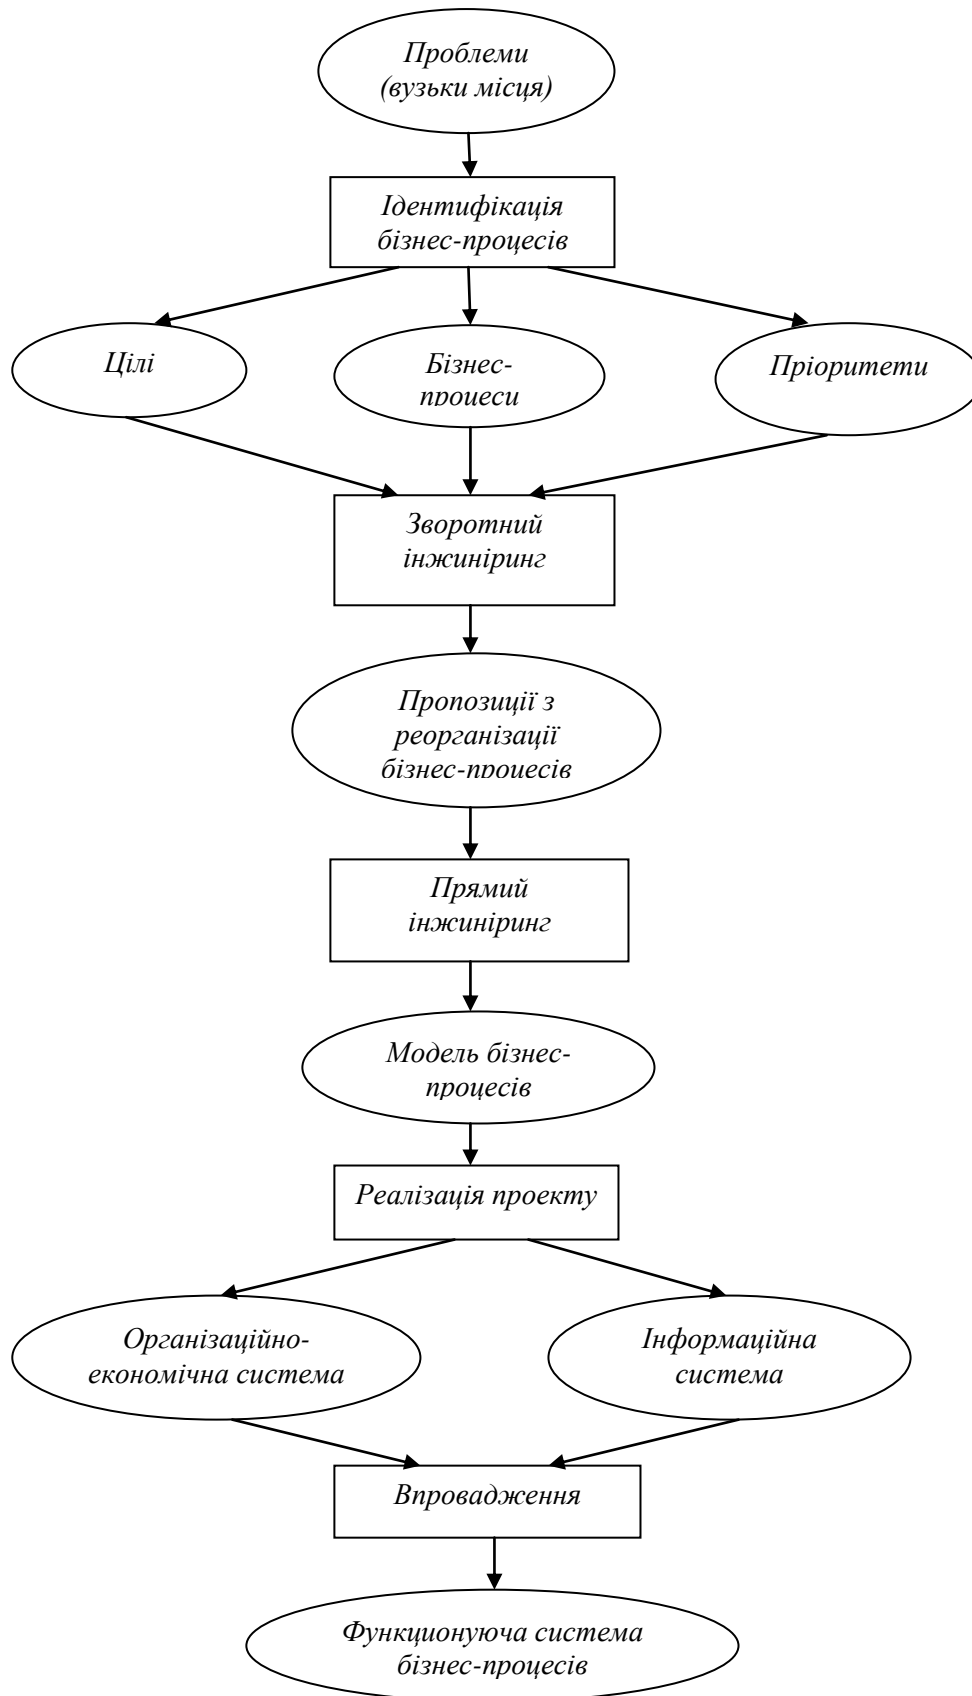 Проблеми
(вузьки місця)
Ідентифікація
бізнес-процесів
Цілі
Бізнес-
процеси
Пріоритети
Зворотний
інжиніринг
Пропозиції з
реорганізації
бізнес-процесів
Прямий
інжиніринг
Модель бізнес-
процесів
Реалізація проекту
Організаційно-
економічна система
Інформаційна
система
Впровадження
Функционуюча система
бізнес-процесів